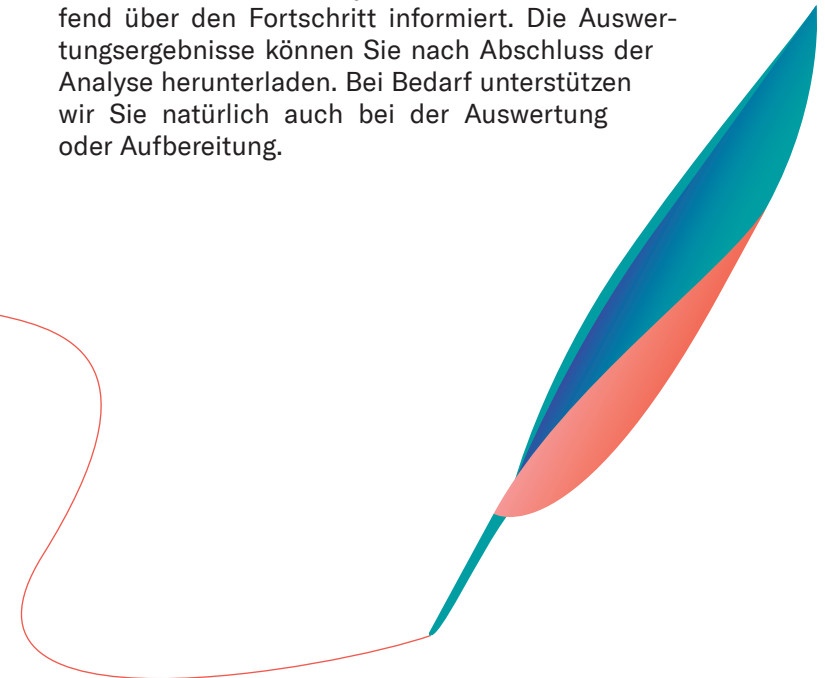 fend über den Fortschritt informiert. Die Auswer-
tungsergebnisse können Sie nach Abschluss der
Analyse herunterladen. Bei Bedarf unterstützen
wir Sie natürlich auch bei der Auswertung
oder Aufbereitung.